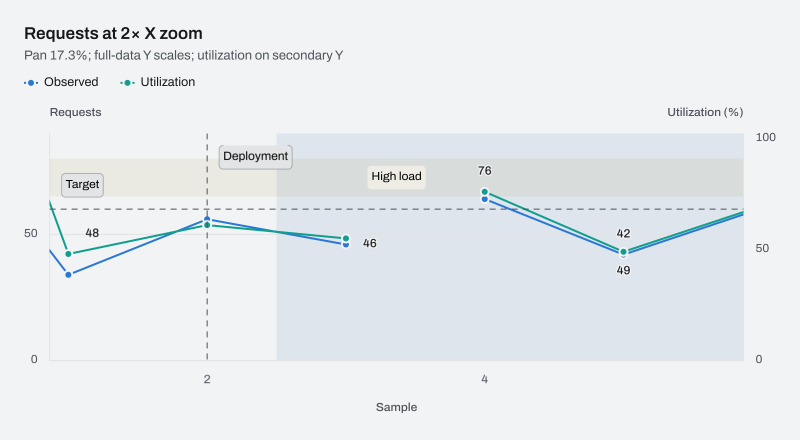 Requests at 2× X zoom
Pan 17.3%; full-data Y scales; utilization on secondary Y
Observed Utilization
Requests Utilization (%)
100
Deployment
76
High load
Target
50 48 46 42 50
49
0 0
2 4
Sample